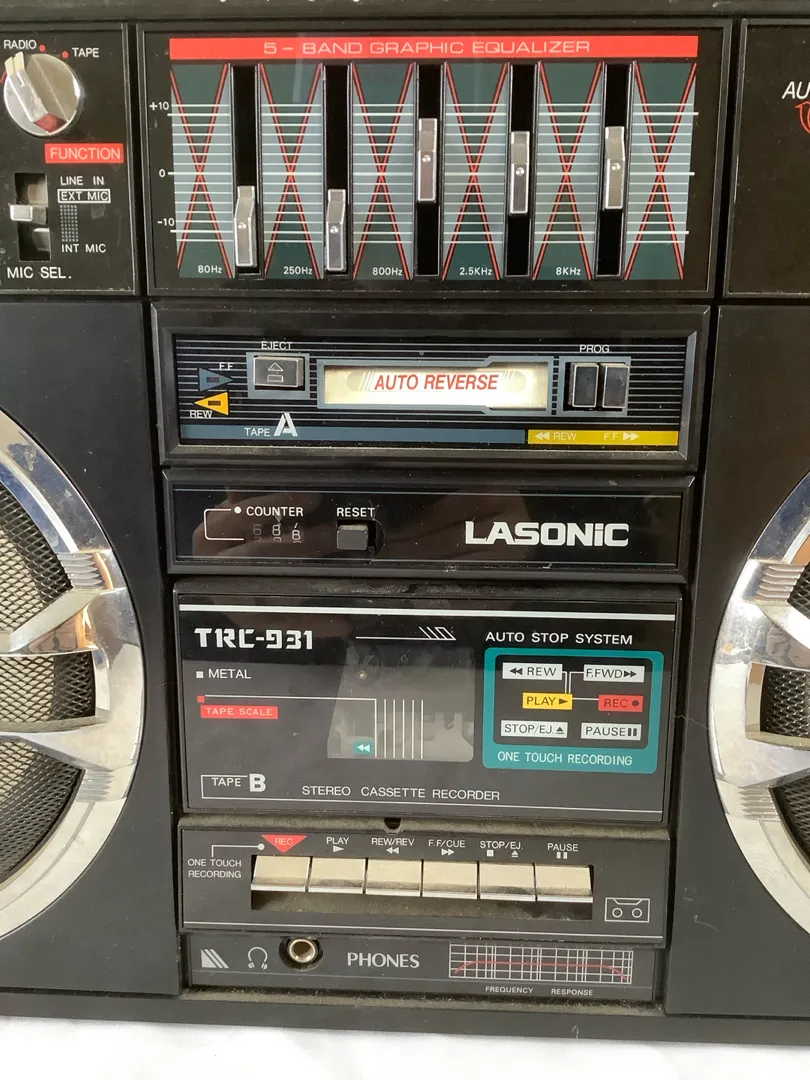 RADIO
TAPE
FUNCTION
LINE IN
EXT MIC
INT MIC
MIC SEL.
5 - BAND GRAPHIC EQUALIZER
+10
0
-10
80Hz 250Hz 800Hz 2.5KHz 8KHz
AU
EJECT
PROG.
F.F
REW
AUTO REVERSE
TAPE A
◀◀ REW F.F ▶▶
COUNTER
RESET
LASONiC
TRC-931
AUTO STOP SYSTEM
METAL
TAPE SCALE
◀◀
◀◀ REW F.FWD ▶▶
PLAY ▶ REC ●
STOP/EJ. ⏏ PAUSE ▮▮
ONE TOUCH RECORDING
TAPE B
STEREO CASSETTE RECORDER
ONE TOUCH
RECORDING
REC PLAY REW/REV F.F/CUE STOP/EJ. PAUSE
PHONES
FREQUENCY RESPONSE